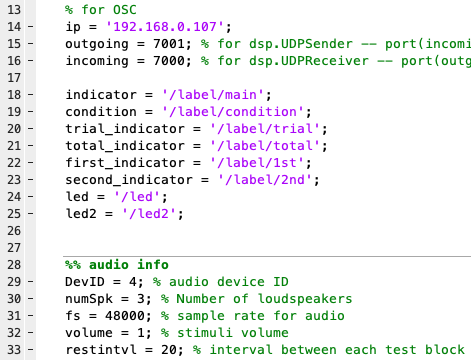 13 % for OSC
14 - ip = '192.168.0.107';
15 - outgoing = 7001; % for dsp.UDPSender -- port(incomi
16 - incoming = 7000; % for dsp.UDPReceiver -- port(outg
17
18 - indicator = '/label/main';
19 - condition = '/label/condition';
20 - trial_indicator = '/label/trial';
21 - total_indicator = '/label/total';
22 - first_indicator = '/label/1st';
23 - second_indicator = '/label/2nd';
24 - led = '/led';
25 - led2 = '/led2';
26
27
28 %% audio info
29 - DevID = 4; % audio device ID
30 - numSpk = 3; % Number of loudspeakers
31 - fs = 48000; % sample rate for audio
32 - volume = 1; % stimuli volume
33 - restintvl = 20; % interval between each test block